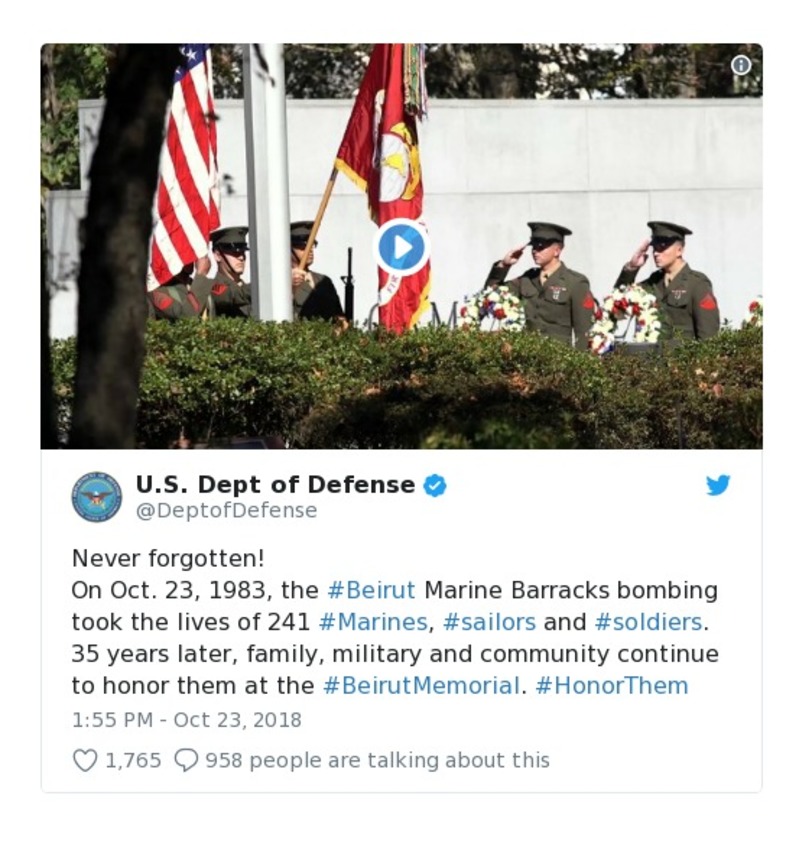 U.S. Dept of Defense
@DeptofDefense
Never forgotten!
On Oct. 23, 1983, the #Beirut Marine Barracks bombing
took the lives of 241 #Marines, #sailors and #soldiers.
35 years later, family, military and community continue
to honor them at the #BeirutMemorial. #HonorThem
1:55 PM - Oct 23, 2018
1,765 958 people are talking about this